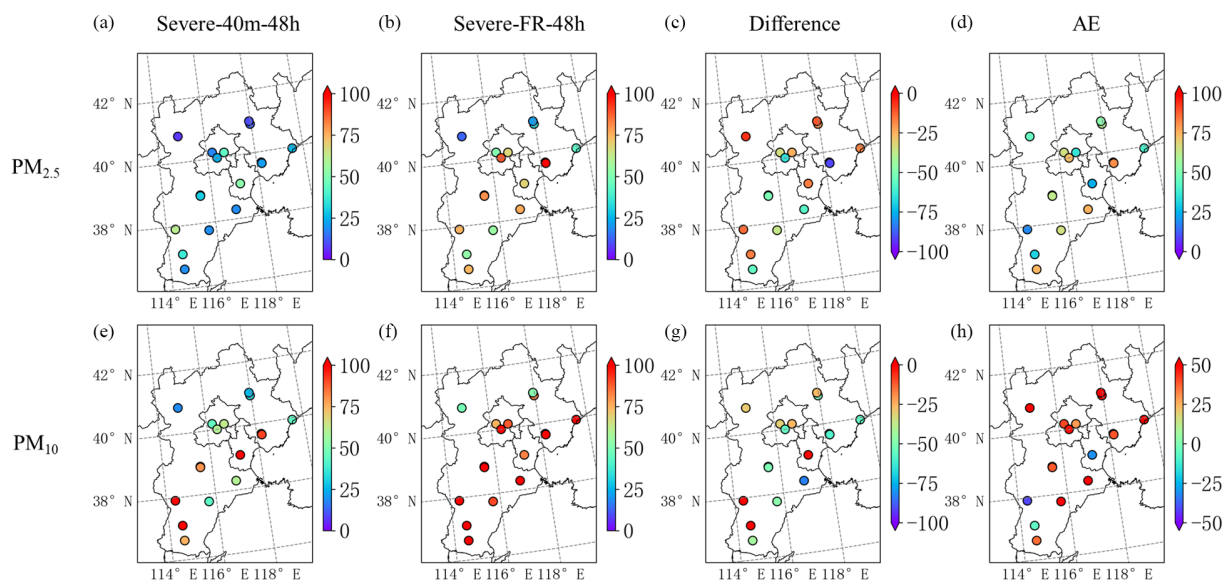 (a) Severe-40m-48h (b) Severe-FR-48h (c) Difference (d) AE
PM2.5
42° N 40° N 38° N 114° E 116° E 118° E 100 75 50 25 0
42° N 40° N 38° N 114° E 116° E 118° E 100 75 50 25 0
42° N 40° N 38° N 114° E 116° E 118° E 0 −25 −50 −75 −100
42° N 40° N 38° N 114° E 116° E 118° E 100 75 50 25 0
(e) (f) (g) (h)
PM10
42° N 40° N 38° N 114° E 116° E 118° E 100 75 50 25 0
42° N 40° N 38° N 114° E 116° E 118° E 100 75 50 25 0
42° N 40° N 38° N 114° E 116° E 118° E 0 −25 −50 −75 −100
42° N 40° N 38° N 114° E 116° E 118° E 50 25 0 −25 −50